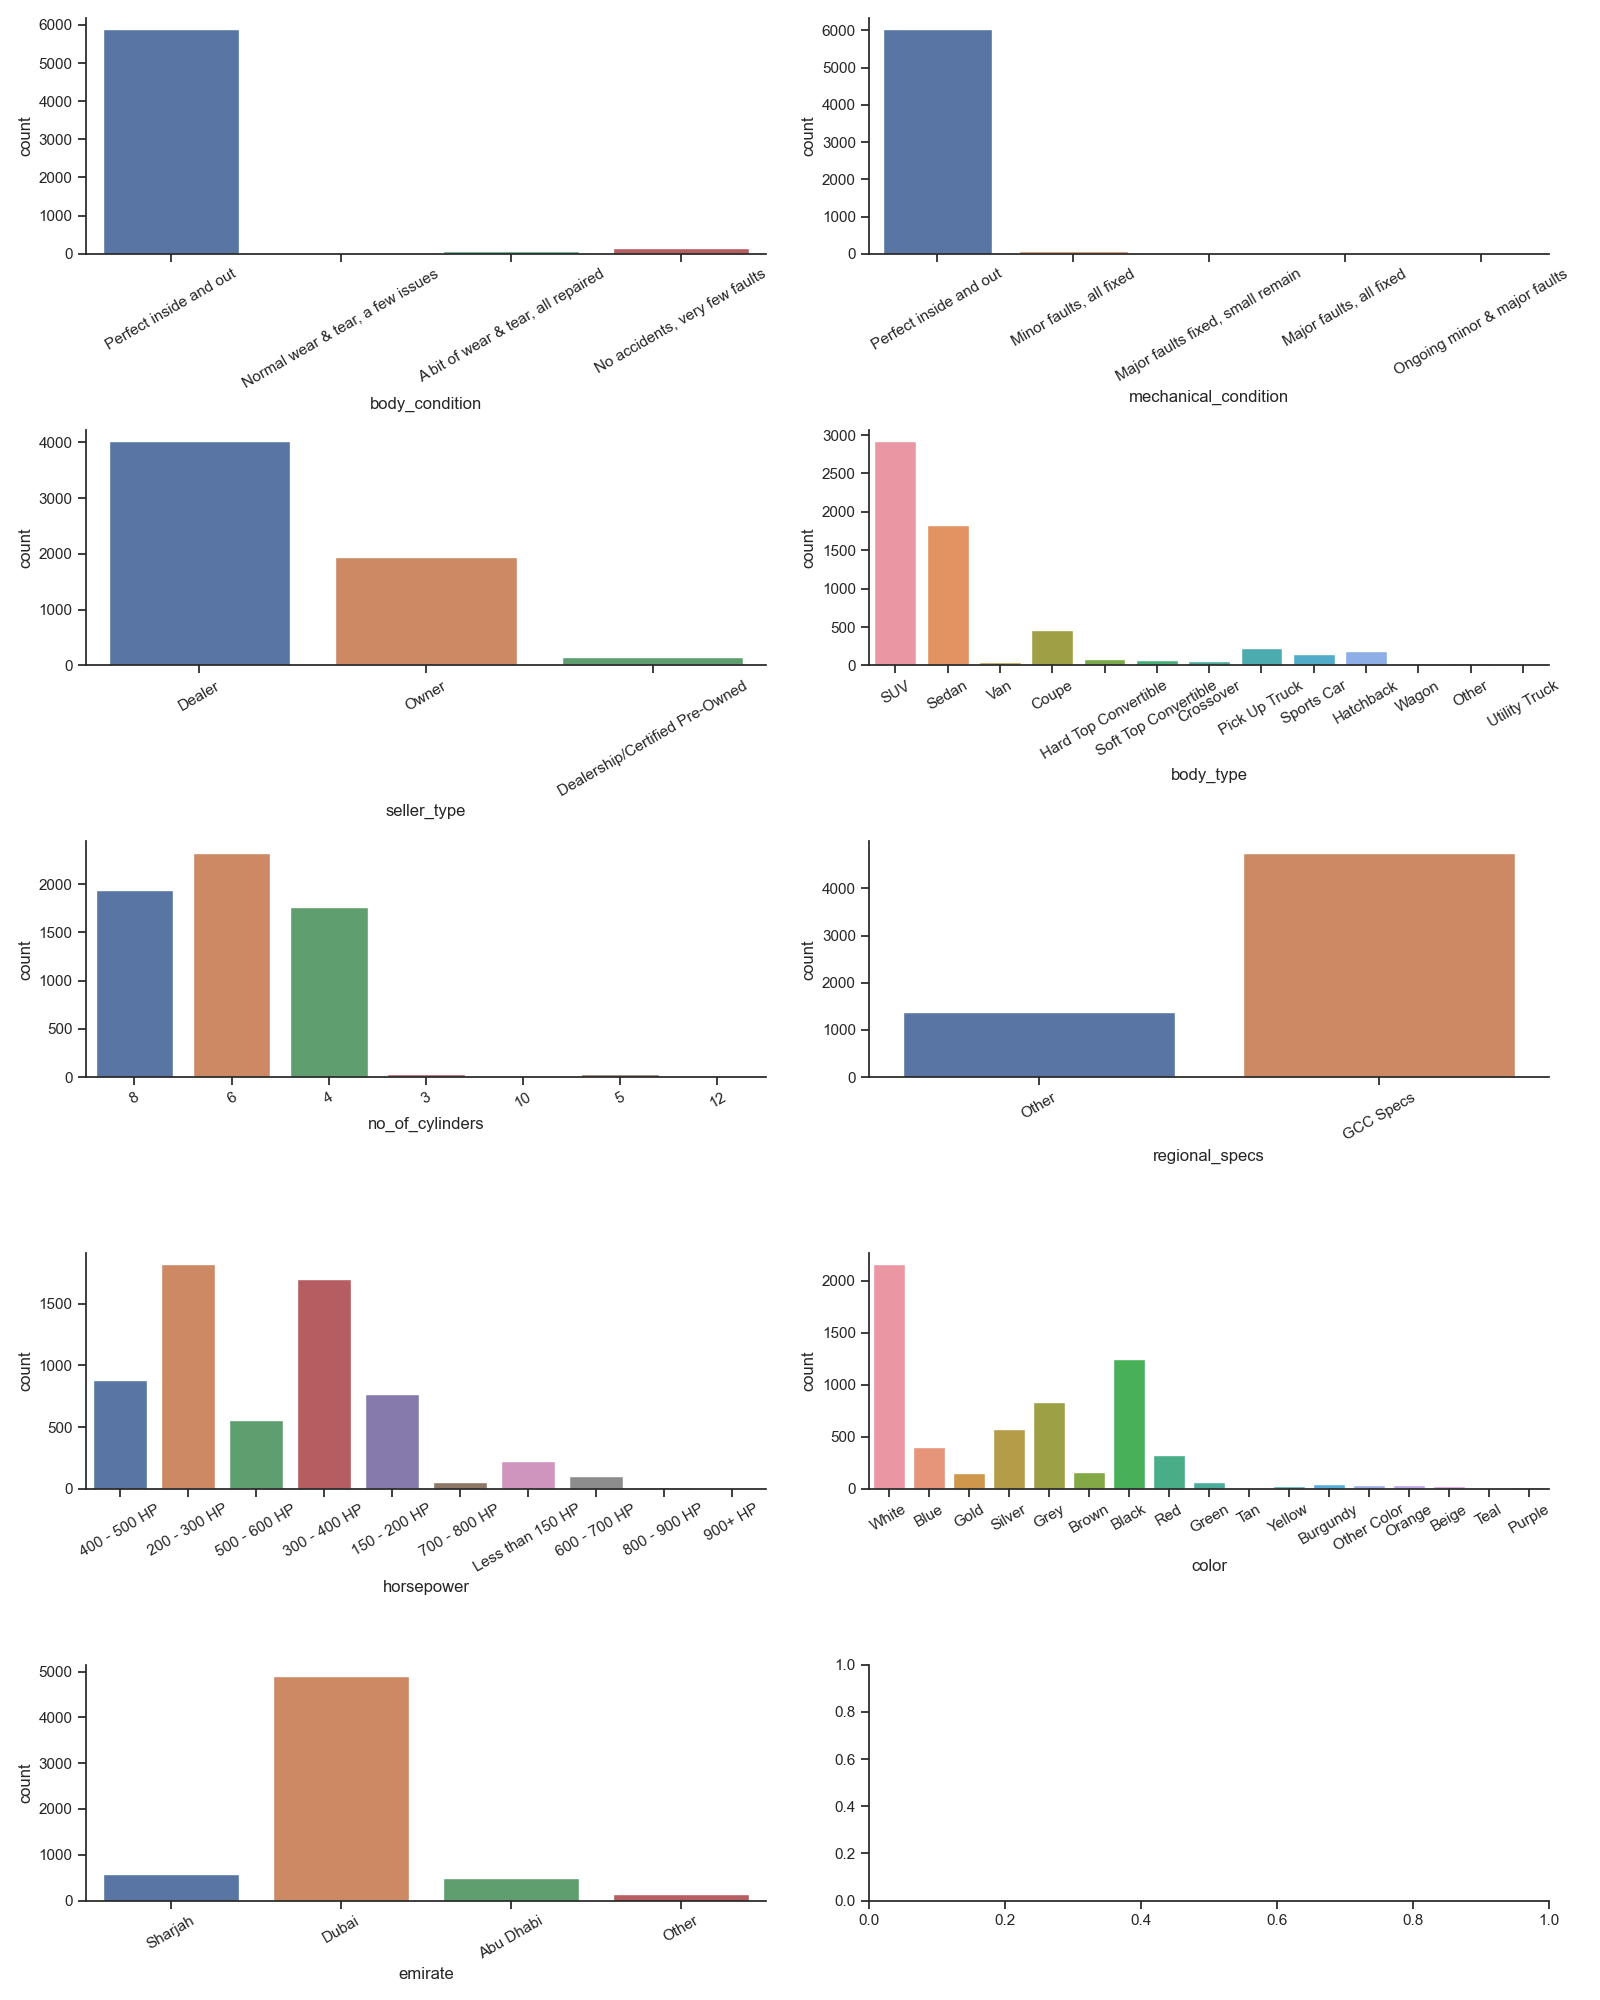 6000
5000
4000
3000
2000
1000
0
count
Perfect inside and out
Normal wear & tear, a few issues
A bit of wear & tear, all repaired
No accidents, very few faults
body_condition
6000
5000
4000
3000
2000
1000
0
count
Perfect inside and out
Minor faults, all fixed
Major faults fixed, small remain
Major faults, all fixed
Ongoing minor & major faults
mechanical_condition
4000
3000
2000
1000
0
count
Dealer
Owner
Dealership/Certified Pre-Owned
seller_type
3000
2500
2000
1500
1000
500
0
count
SUV
Sedan
Van
Coupe
Hard Top Convertible
Soft Top Convertible
Crossover
Pick Up Truck
Sports Car
Hatchback
Wagon
Other
Utility Truck
body_type
2000
1500
1000
500
0
count
8
6
4
3
10
5
12
no_of_cylinders
4000
3000
2000
1000
0
count
Other
GCC Specs
regional_specs
1500
1000
500
0
count
400 - 500 HP
200 - 300 HP
500 - 600 HP
300 - 400 HP
150 - 200 HP
700 - 800 HP
Less than 150 HP
600 - 700 HP
800 - 900 HP
900+ HP
horsepower
2000
1500
1000
500
0
count
White
Blue
Gold
Silver
Grey
Brown
Black
Red
Green
Tan
Yellow
Burgundy
Other Color
Orange
Beige
Teal
Purple
color
5000
4000
3000
2000
1000
0
count
Sharjah
Dubai
Abu Dhabi
Other
emirate
1.0
0.8
0.6
0.4
0.2
0.0
0.0
0.2
0.4
0.6
0.8
1.0